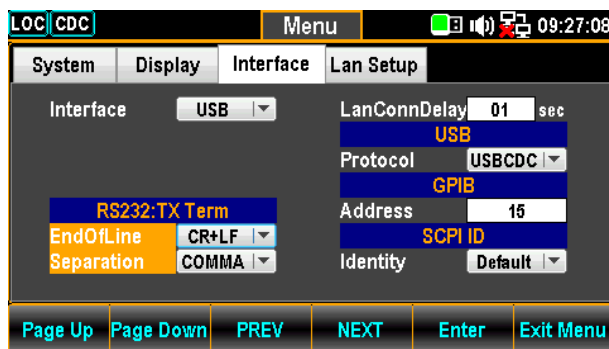 LOC CDC Menu 09:27:08
System Display Interface Lan Setup
Interface USB LanConnDelay 01 sec
USB
Protocol USBCDC
GPIB
RS232:TX Term Address 15
EndOfLine CR+LF SCPI ID
Separation COMMA Identity Default
Page Up Page Down PREV NEXT Enter Exit Menu